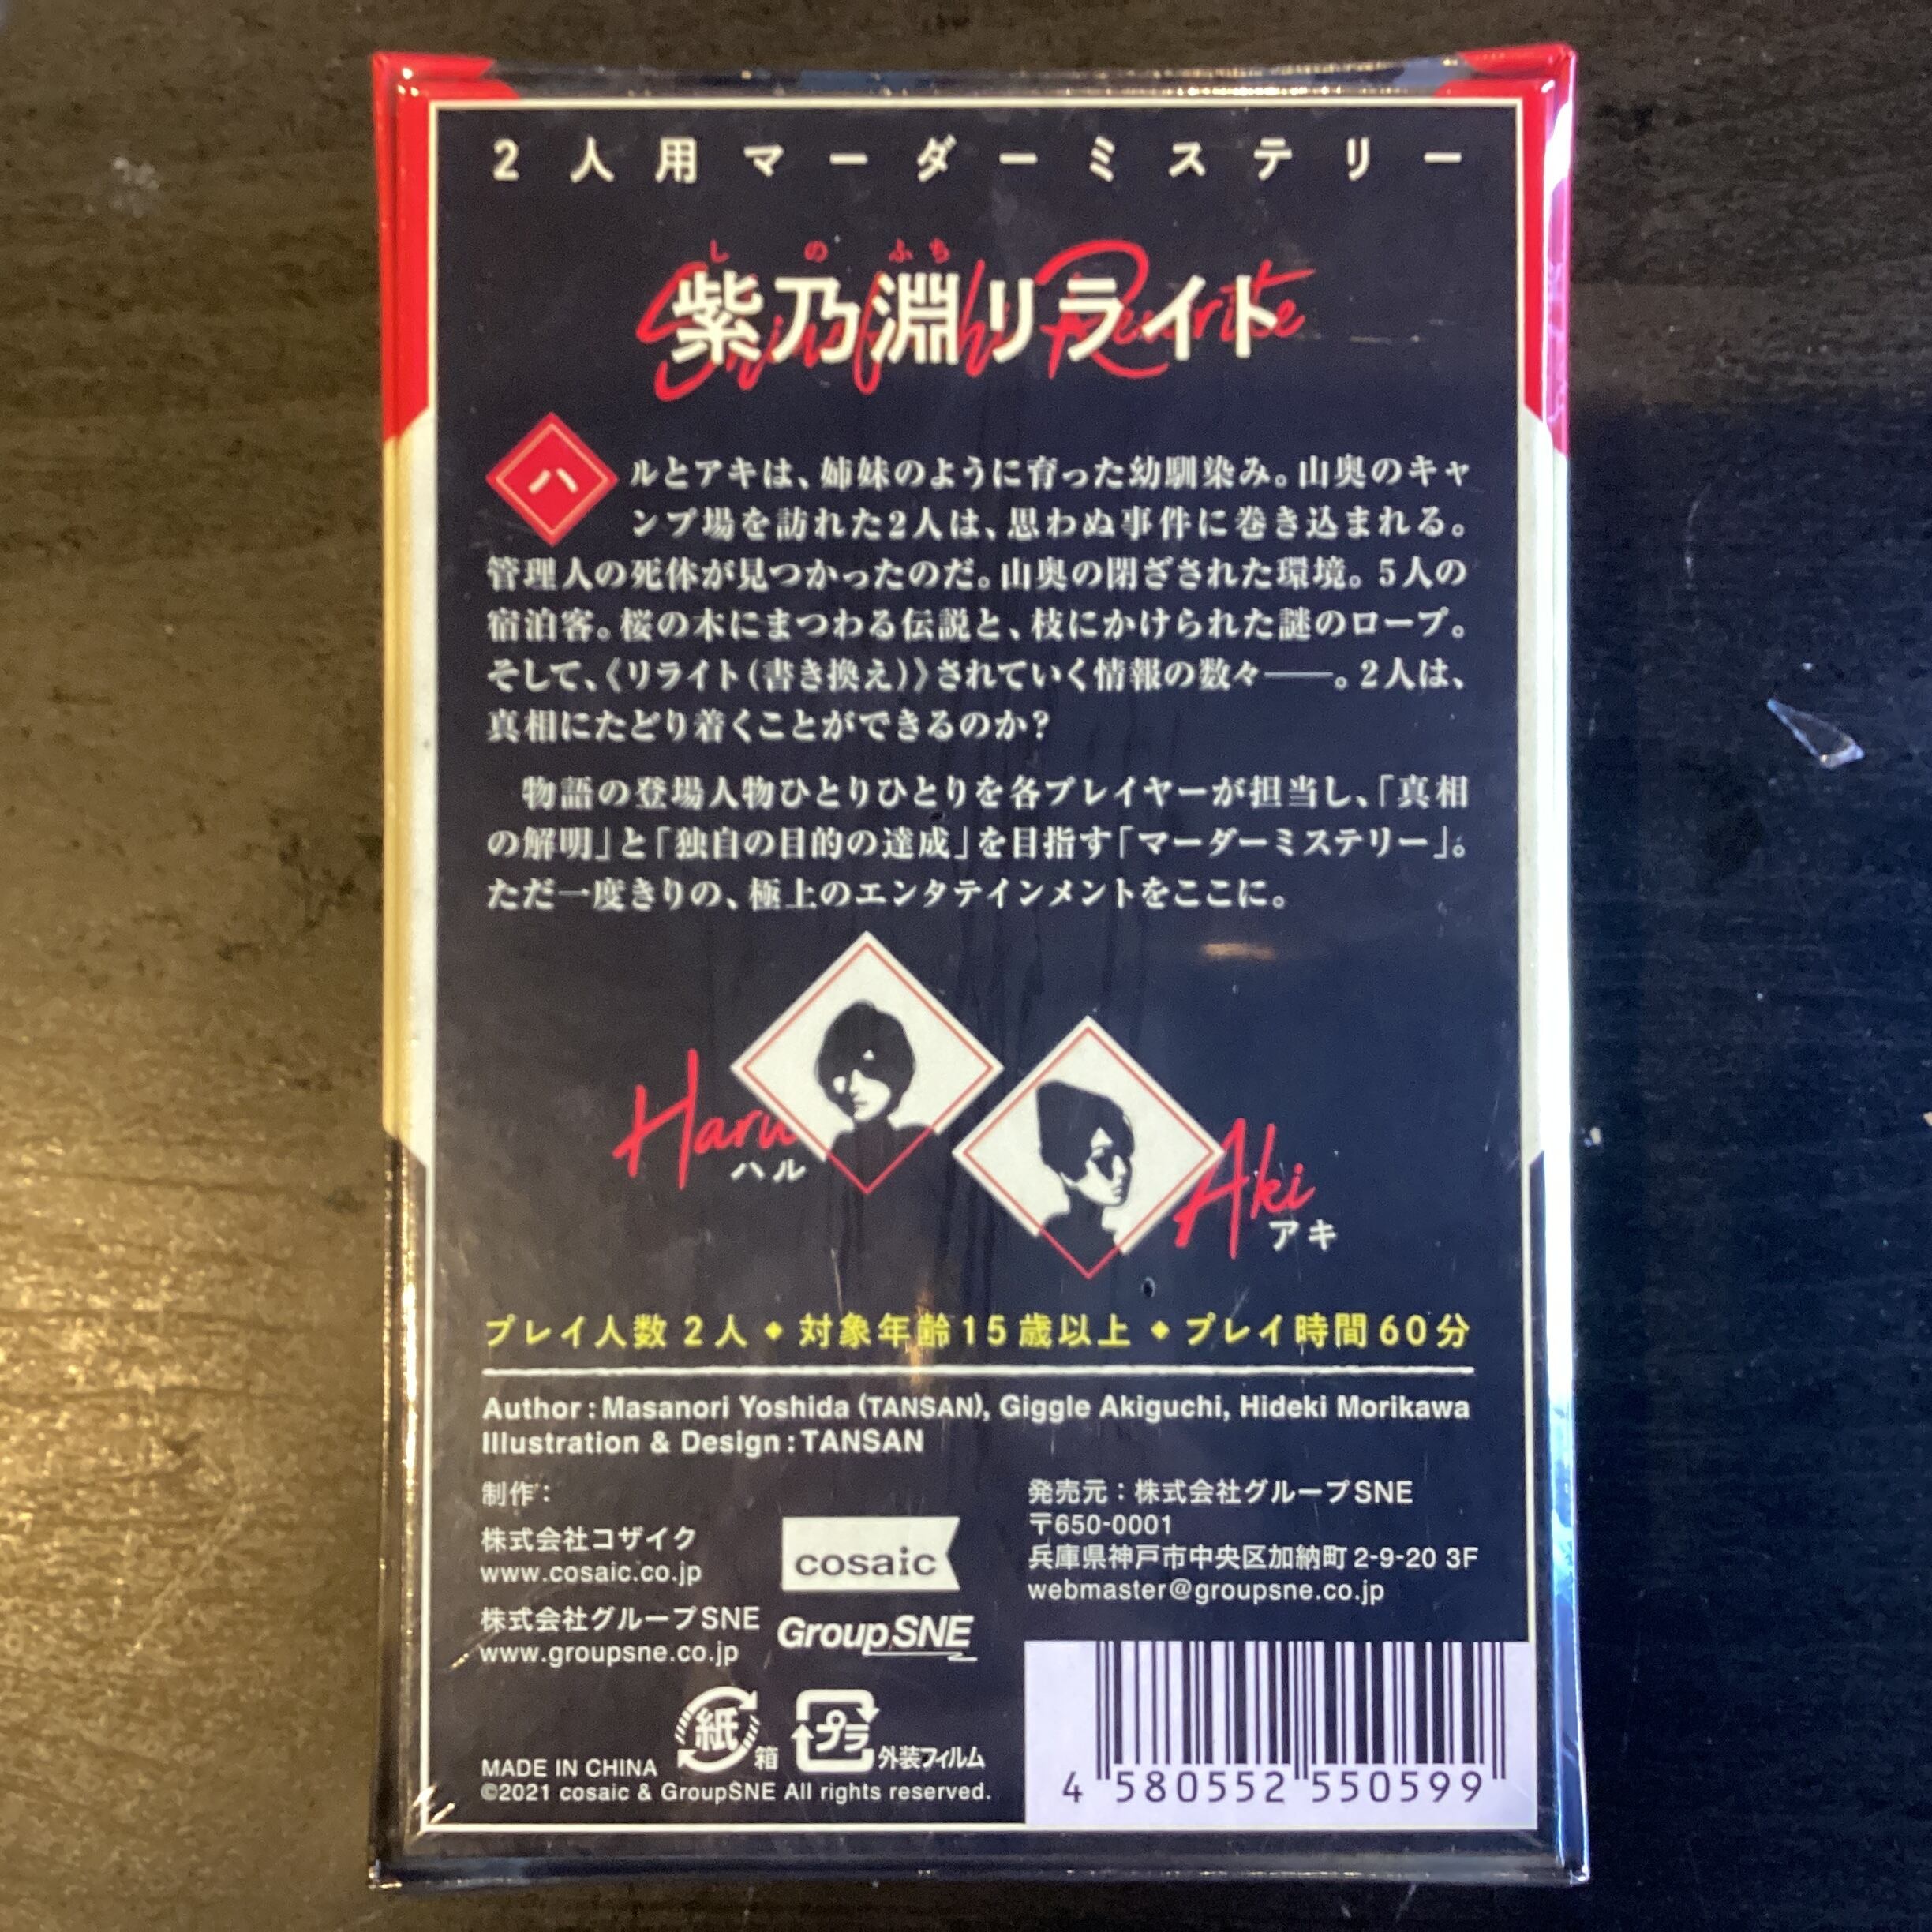 2人用マーダーミステリー
しのふち
紫乃淵リライト
Shinofuchi Rewrite
ハルとアキは、姉妹のように育った幼馴染み。山奥のキャ
ンプ場を訪れた2人は、思わぬ事件に巻き込まれる。
管理人の死体が見つかったのだ。山奥の閉ざされた環境。5人の
宿泊客。桜の木にまつわる伝説と、枝にかけられた謎のロープ。
そして、《リライト(書き換え)》されていく情報の数々――。2人は、
真相にたどり着くことができるのか?
物語の登場人物ひとりひとりを各プレイヤーが担当し、「真相
の解明」と「独自の目的の達成」を目指す「マーダーミステリー」。
ただ一度きりの、極上のエンタテインメントをここに。
Haru
ハル
Aki
アキ
プレイ人数2人◆対象年齢15歳以上◆プレイ時間60分
Author:Masanori Yoshida (TANSAN), Giggle Akiguchi, Hideki Morikawa
Illustration & Design:TANSAN
制作:
株式会社コザイク
www.cosaic.co.jp
cosaic
株式会社グループSNE
www.groupsne.co.jp
GroupSNE
発売元:株式会社グループSNE
〒650-0001
兵庫県神戸市中央区加納町2-9-20 3F
webmaster@groupsne.co.jp
紙 箱
プラ 外装フィルム
MADE IN CHINA
©2021 cosaic & GroupSNE All rights reserved.
4 580552 550599